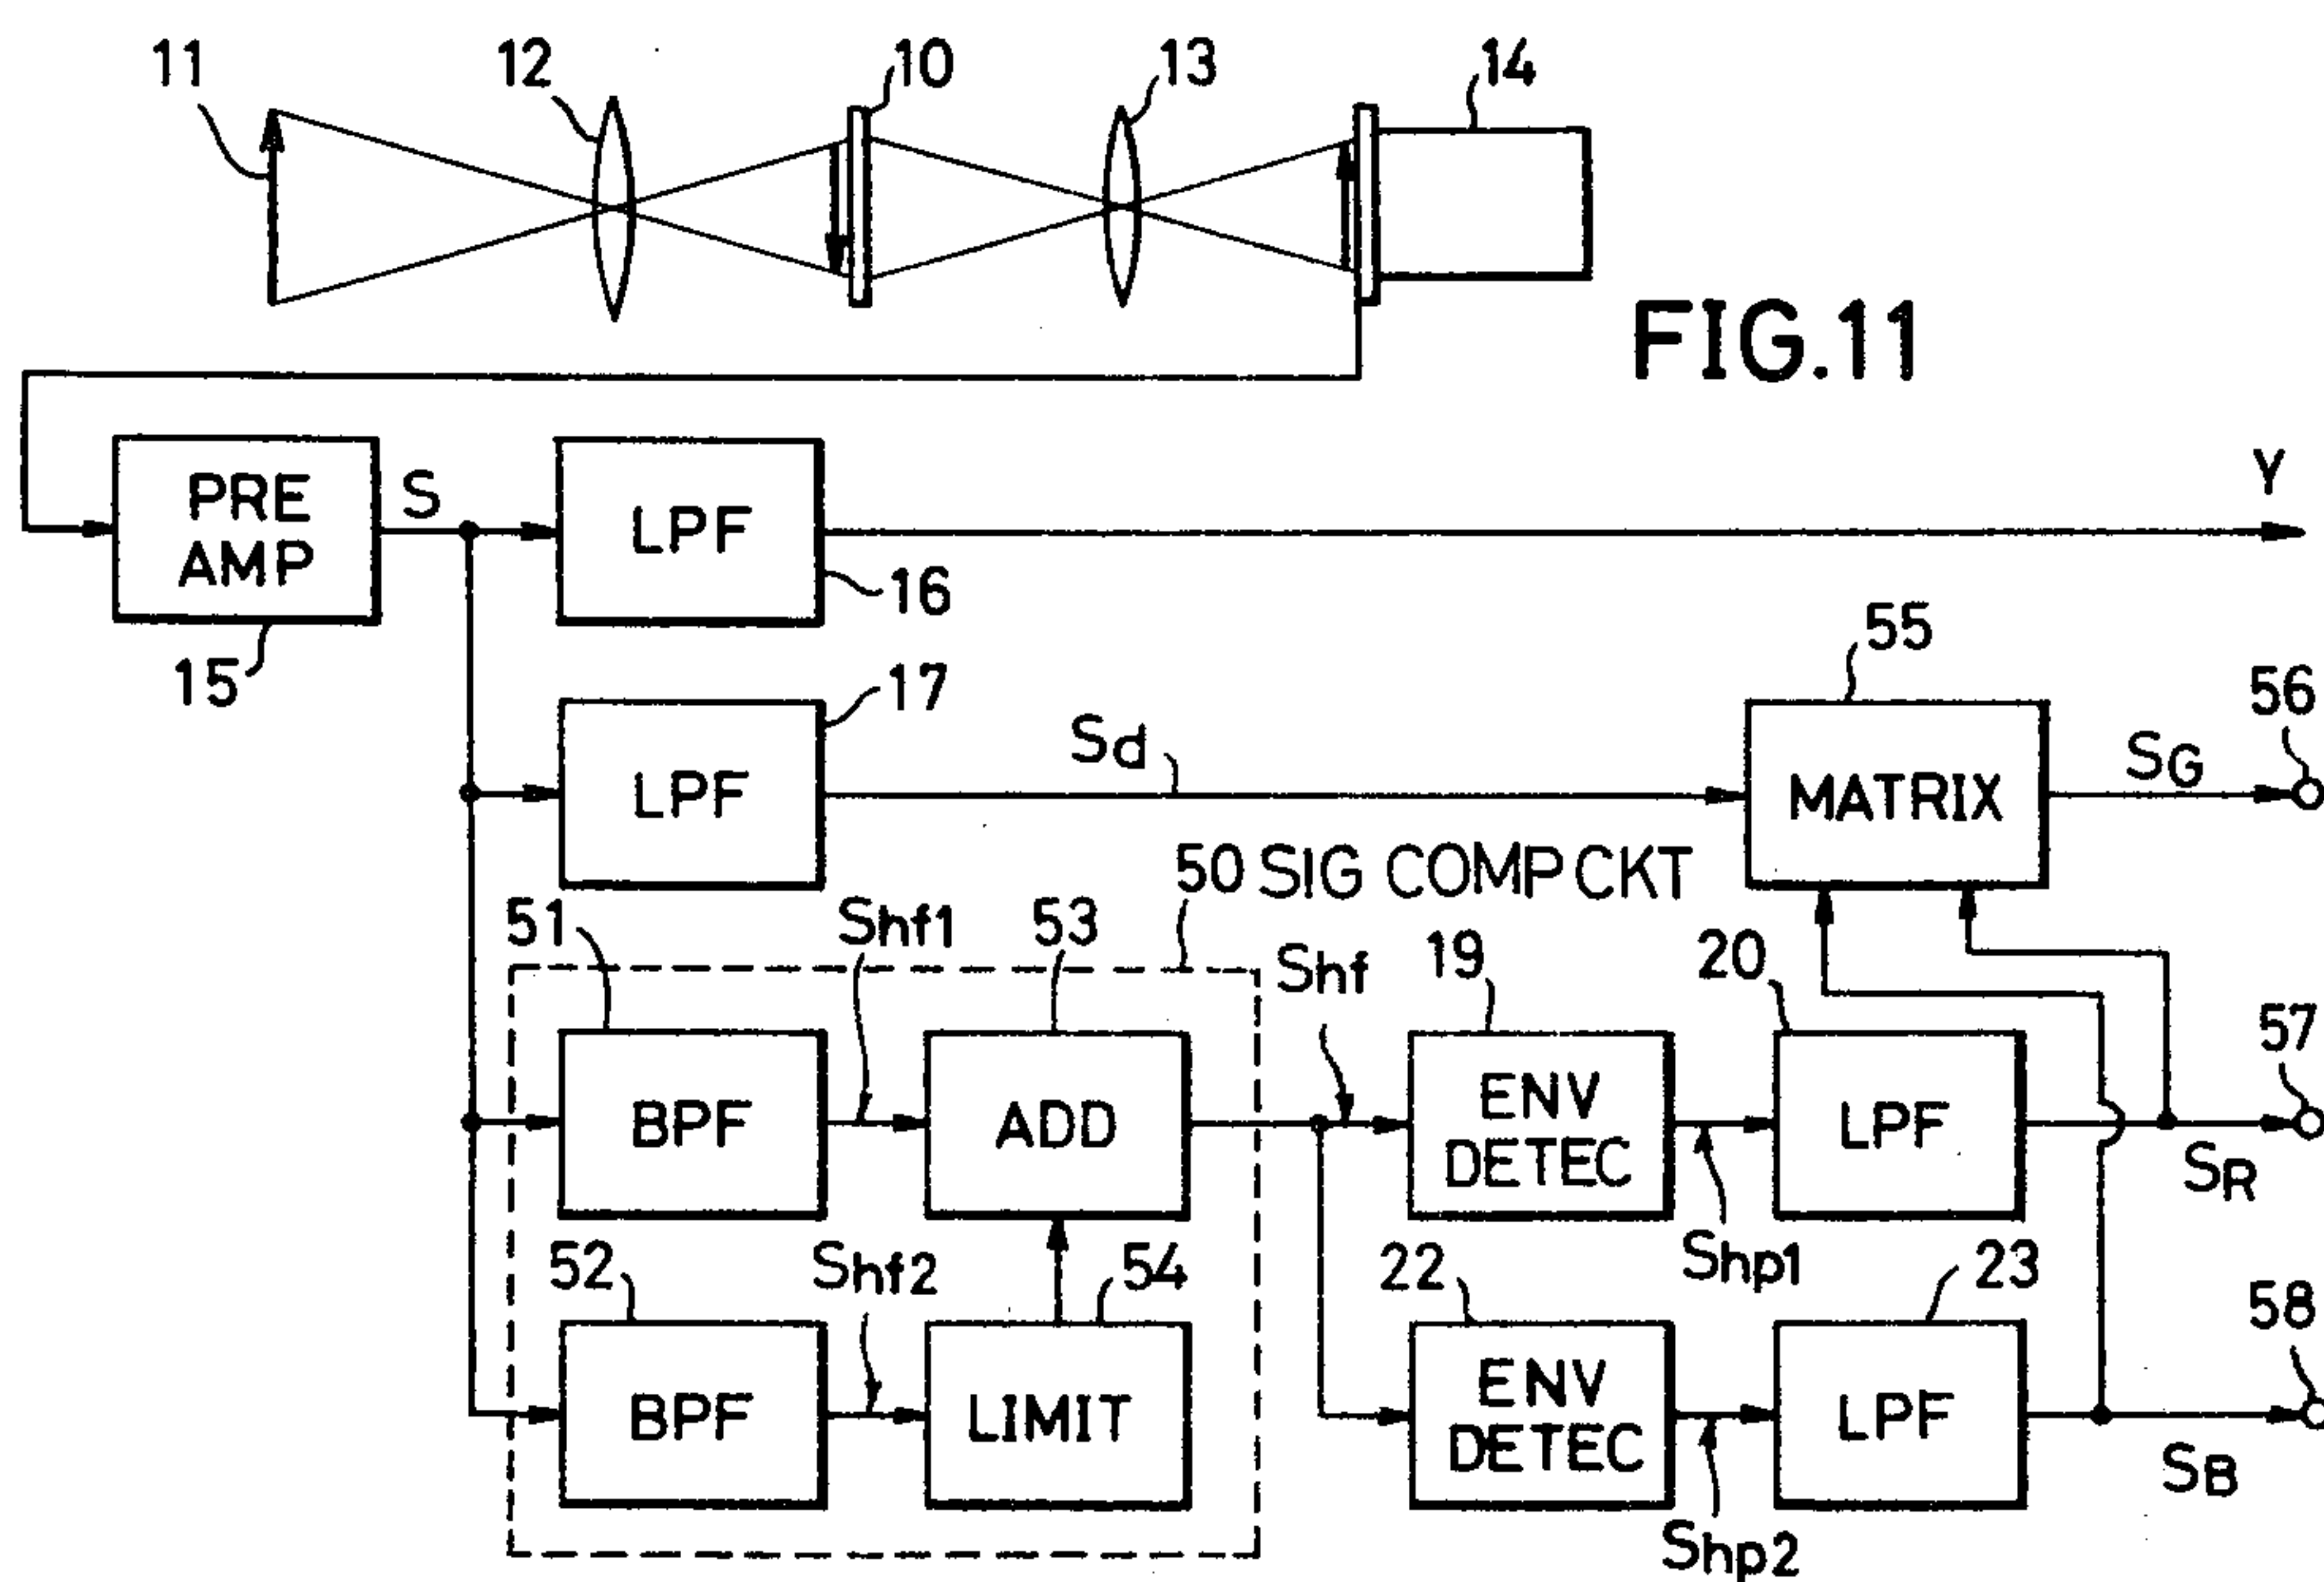 11 12 10 13 14
FIG.11
PRE AMP
S
LPF
Y
16
15
55
17
56
LPF
Sd
MATRIX
SG
50 SIG COMP CKT
51
Shf1
53
Shf
19
20
57
BPF
ADD
ENV DETEC
LPF
SR
52
Shf2
54
22
Shp1
23
58
BPF
LIMIT
ENV DETEC
LPF
SB
Shp2